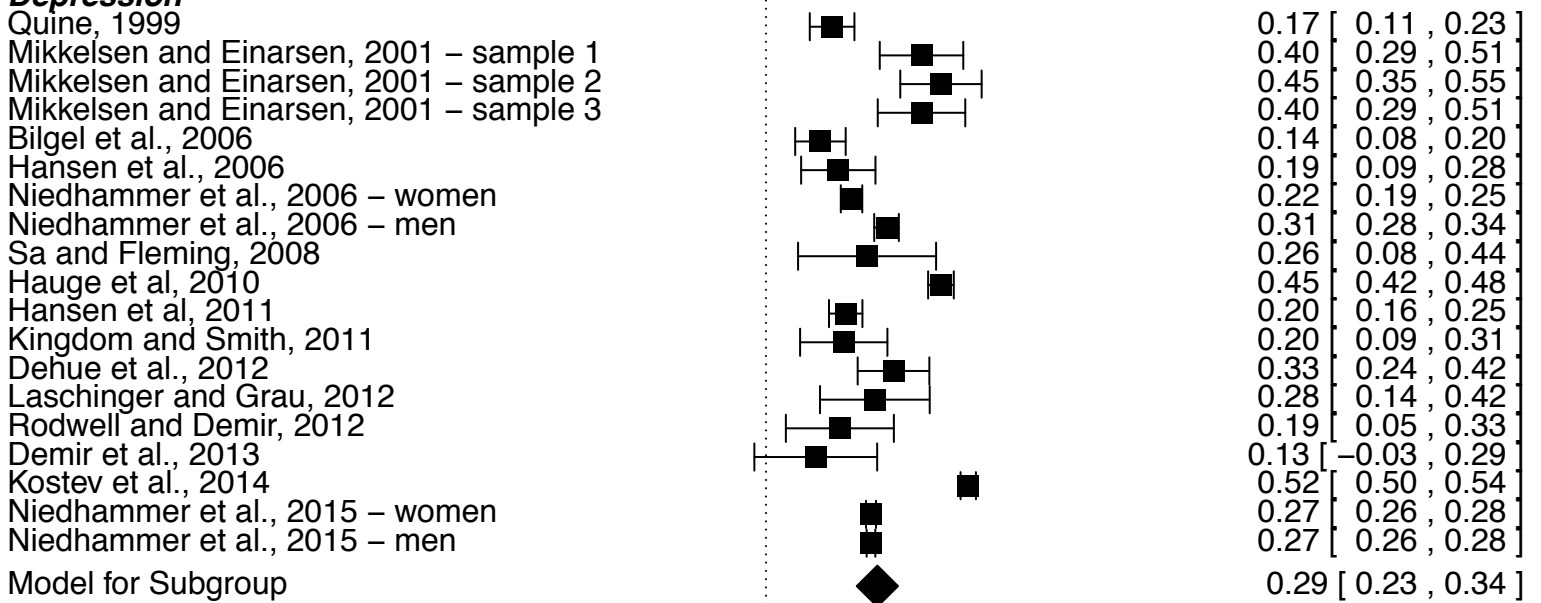 Depression
Quine, 1999 0.17 [ 0.11 , 0.23 ]
Mikkelsen and Einarsen, 2001 – sample 1 0.40 [ 0.29 , 0.51 ]
Mikkelsen and Einarsen, 2001 – sample 2 0.45 [ 0.35 , 0.55 ]
Mikkelsen and Einarsen, 2001 – sample 3 0.40 [ 0.29 , 0.51 ]
Bilgel et al., 2006 0.14 [ 0.08 , 0.20 ]
Hansen et al., 2006 0.19 [ 0.09 , 0.28 ]
Niedhammer et al., 2006 – women 0.22 [ 0.19 , 0.25 ]
Niedhammer et al., 2006 – men 0.31 [ 0.28 , 0.34 ]
Sa and Fleming, 2008 0.26 [ 0.08 , 0.44 ]
Hauge et al, 2010 0.45 [ 0.42 , 0.48 ]
Hansen et al, 2011 0.20 [ 0.16 , 0.25 ]
Kingdom and Smith, 2011 0.20 [ 0.09 , 0.31 ]
Dehue et al., 2012 0.33 [ 0.24 , 0.42 ]
Laschinger and Grau, 2012 0.28 [ 0.14 , 0.42 ]
Rodwell and Demir, 2012 0.19 [ 0.05 , 0.33 ]
Demir et al., 2013 0.13 [ –0.03 , 0.29 ]
Kostev et al., 2014 0.52 [ 0.50 , 0.54 ]
Niedhammer et al., 2015 – women 0.27 [ 0.26 , 0.28 ]
Niedhammer et al., 2015 – men 0.27 [ 0.26 , 0.28 ]
Model for Subgroup 0.29 [ 0.23 , 0.34 ]